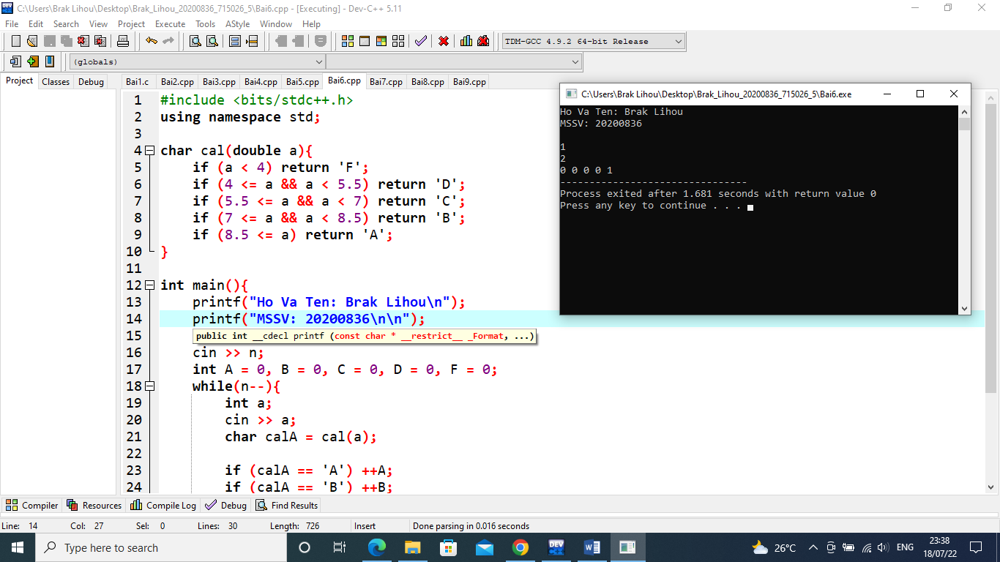 C:\Users\Brak Lihou\Desktop\Brak_Lihou_20200836_715026_5\Bai6.cpp - [Executing] - Dev-C++ 5.11
File Edit Search View Project Execute Tools AStyle Window Help
TDM-GCC 4.9.2 64-bit Release
(globals)
Project Classes Debug
Bai1.c Bai2.cpp Bai3.cpp Bai4.cpp Bai5.cpp Bai6.cpp Bai7.cpp Bai8.cpp Bai9.cpp
1 #include <bits/stdc++.h>
2 using namespace std;
3
4 char cal(double a){
5 if (a < 4) return 'F';
6 if (4 <= a && a < 5.5) return 'D';
7 if (5.5 <= a && a < 7) return 'C';
8 if (7 <= a && a < 8.5) return 'B';
9 if (8.5 <= a) return 'A';
10 }
11
12 int main(){
13 printf("Ho Va Ten: Brak Lihou\n");
14 printf("MSSV: 20200836\n\n");
15 public int __cdecl printf (const char * __restrict__ _Format, ...)
16 cin >> n;
17 int A = 0, B = 0, C = 0, D = 0, F = 0;
18 while(n--){
19 int a;
20 cin >> a;
21 char calA = cal(a);
22
23 if (calA == 'A') ++A;
24 if (calA == 'B') ++B;
C:\Users\Brak Lihou\Desktop\Brak_Lihou_20200836_715026_5\Bai6.exe
Ho Va Ten: Brak Lihou
MSSV: 20200836
1
2
0 0 0 0 1
--------------------------------
Process exited after 1.681 seconds with return value 0
Press any key to continue . . .
Compiler Resources Compile Log Debug Find Results
Line: 14 Col: 27 Sel: 0 Lines: 30 Length: 726 Insert Done parsing in 0.016 seconds
Type here to search
DEV
26°C
ENG
23:38
18/07/22